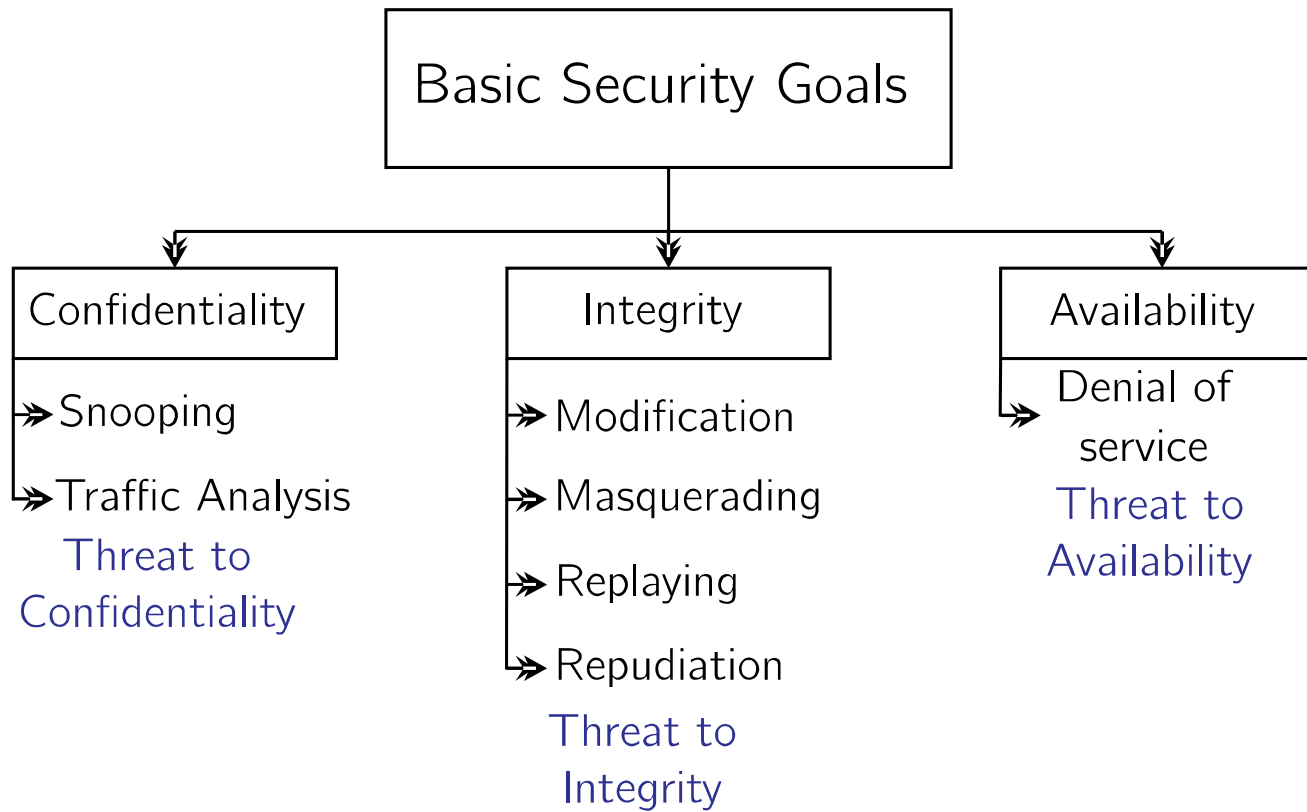 Basic Security Goals
Confidentiality
Snooping
Traffic Analysis
Threat to
Confidentiality
Integrity
Modification
Masquerading
Replaying
Repudiation
Threat to
Integrity
Availability
Denial of
service
Threat to
Availability